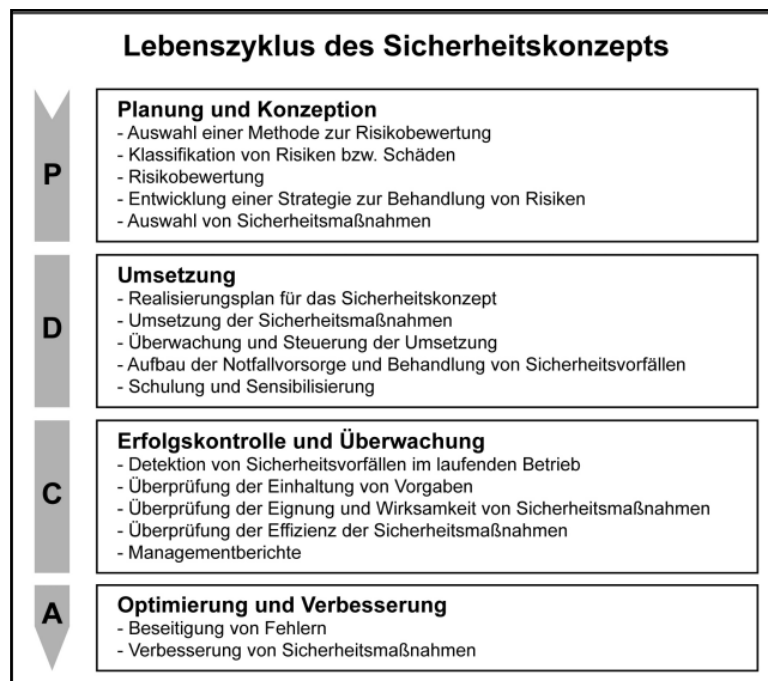 Lebenszyklus des Sicherheitskonzepts
P
Planung und Konzeption
- Auswahl einer Methode zur Risikobewertung
- Klassifikation von Risiken bzw. Schäden
- Risikobewertung
- Entwicklung einer Strategie zur Behandlung von Risiken
- Auswahl von Sicherheitsmaßnahmen
D
Umsetzung
- Realisierungsplan für das Sicherheitskonzept
- Umsetzung der Sicherheitsmaßnahmen
- Überwachung und Steuerung der Umsetzung
- Aufbau der Notfallvorsorge und Behandlung von Sicherheitsvorfällen
- Schulung und Sensibilisierung
C
Erfolgskontrolle und Überwachung
- Detektion von Sicherheitsvorfällen im laufenden Betrieb
- Überprüfung der Einhaltung von Vorgaben
- Überprüfung der Eignung und Wirksamkeit von Sicherheitsmaßnahmen
- Überprüfung der Effizienz der Sicherheitsmaßnahmen
- Managementberichte
A
Optimierung und Verbesserung
- Beseitigung von Fehlern
- Verbesserung von Sicherheitsmaßnahmen